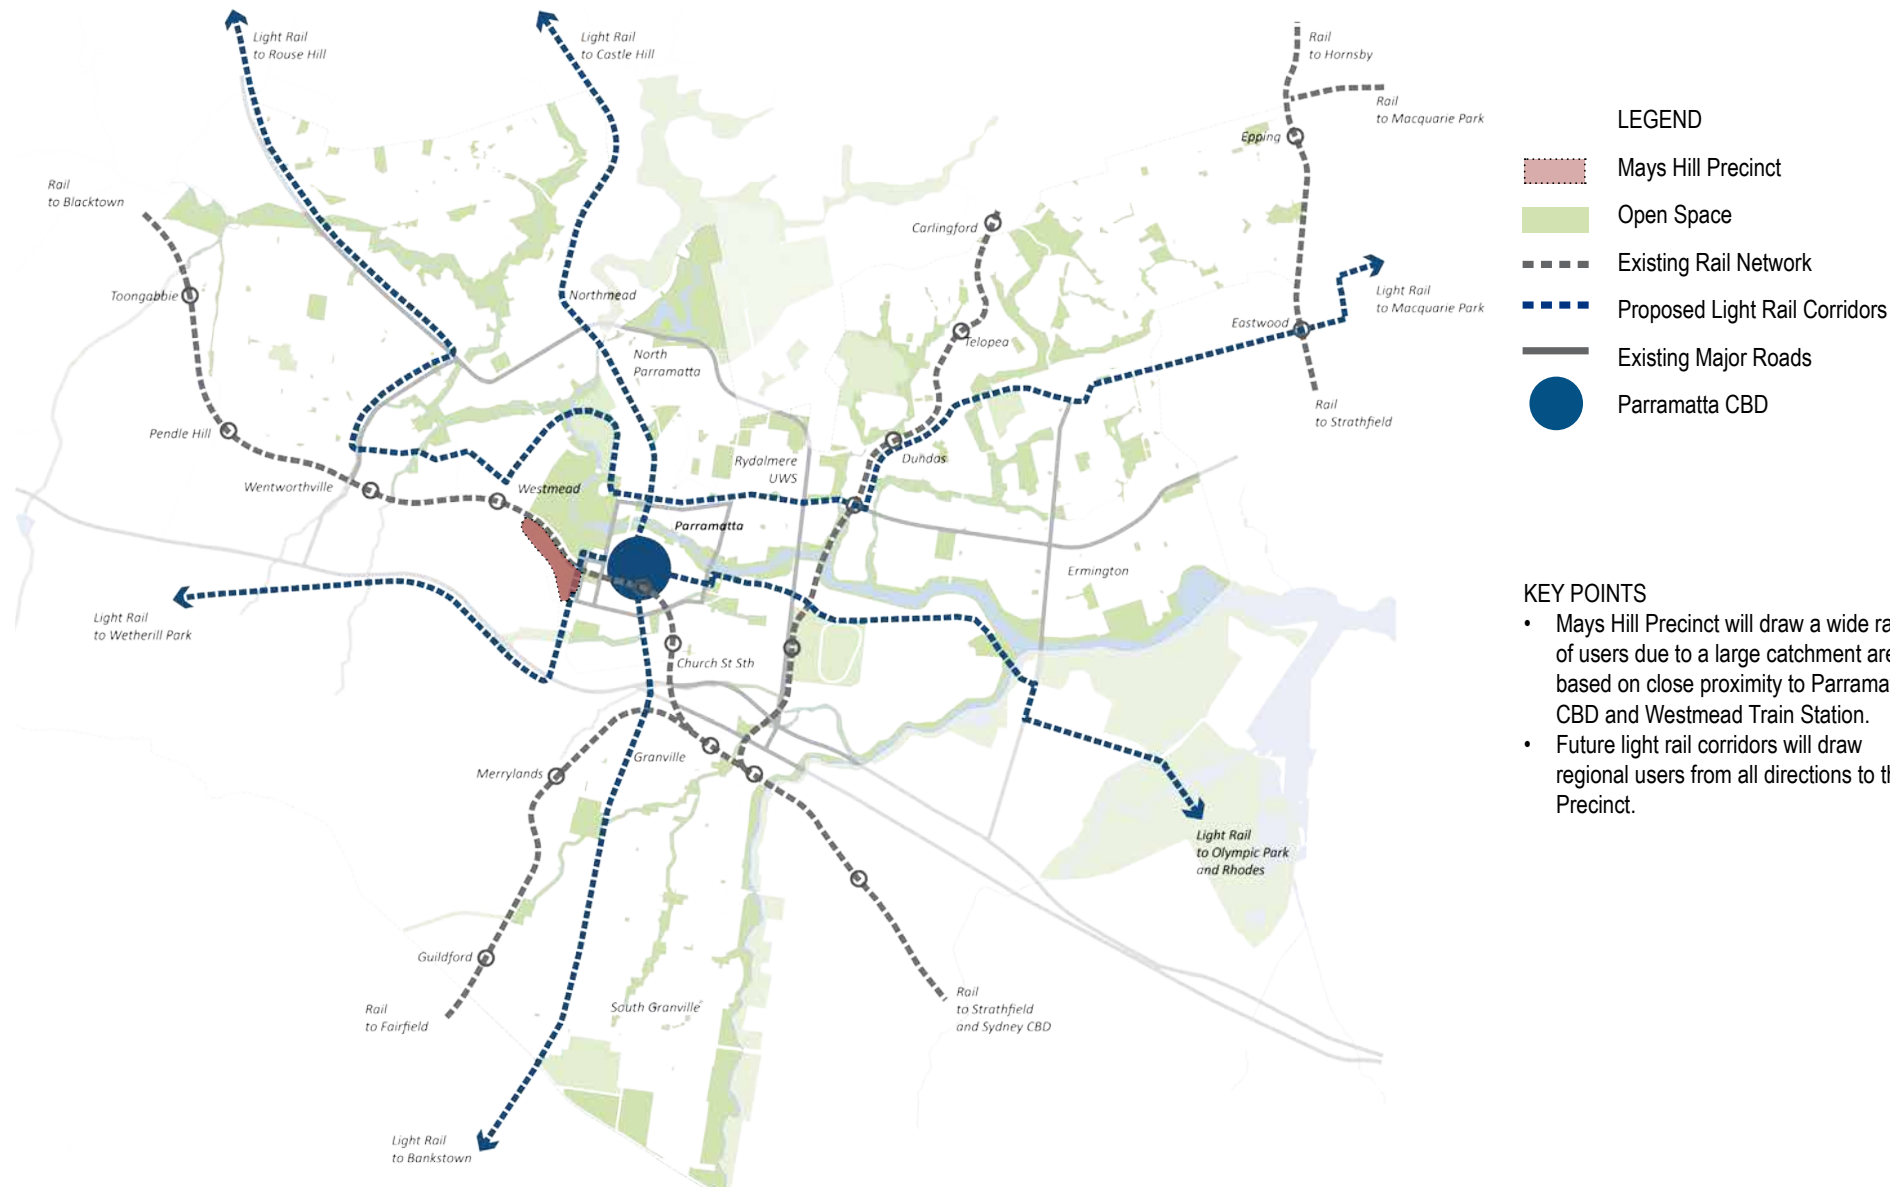 Light Rail
to Rouse Hill
Light Rail
to Castle Hill
Rail
to Hornsby
Rail
to Macquarie Park
Epping
Rail
to Blacktown
Carlingford
Toongabbie
Northmead
Light Rail
to Macquarie Park
Eastwood
Telopea
North
Parramatta
Rail
to Strathfield
Pendle Hill
Dundas
Rydalmere
UWS
Wentworthville
Westmead
Parramatta
Ermington
Light Rail
to Wetherill Park
Church St Sth
Granville
Merrylands
Light Rail
to Olympic Park
and Rhodes
Guildford
Rail
to Fairfield
South Granville
Rail
to Strathfield
and Sydney CBD
Light Rail
to Bankstown
LEGEND
Mays Hill Precinct
Open Space
Existing Rail Network
Proposed Light Rail Corridors
Existing Major Roads
Parramatta CBD
KEY POINTS
• Mays Hill Precinct will draw a wide ra
of users due to a large catchment are
based on close proximity to Parrama
CBD and Westmead Train Station.
• Future light rail corridors will draw
regional users from all directions to th
Precinct.